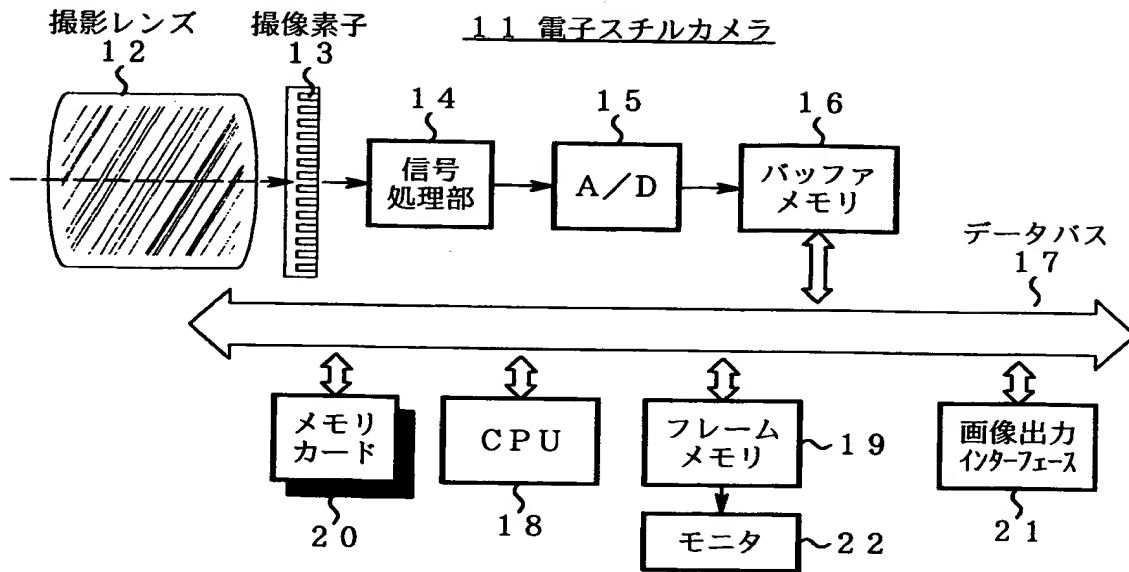 11 電子スチルカメラ
撮影レンズ
12
撮像素子
13
14
信号
処理部
15
A/D
16
バッファ
メモリ
データバス
17
メモリ
カード
20
CPU
18
フレーム
メモリ
19
モニタ
22
画像出力
インターフェース
21